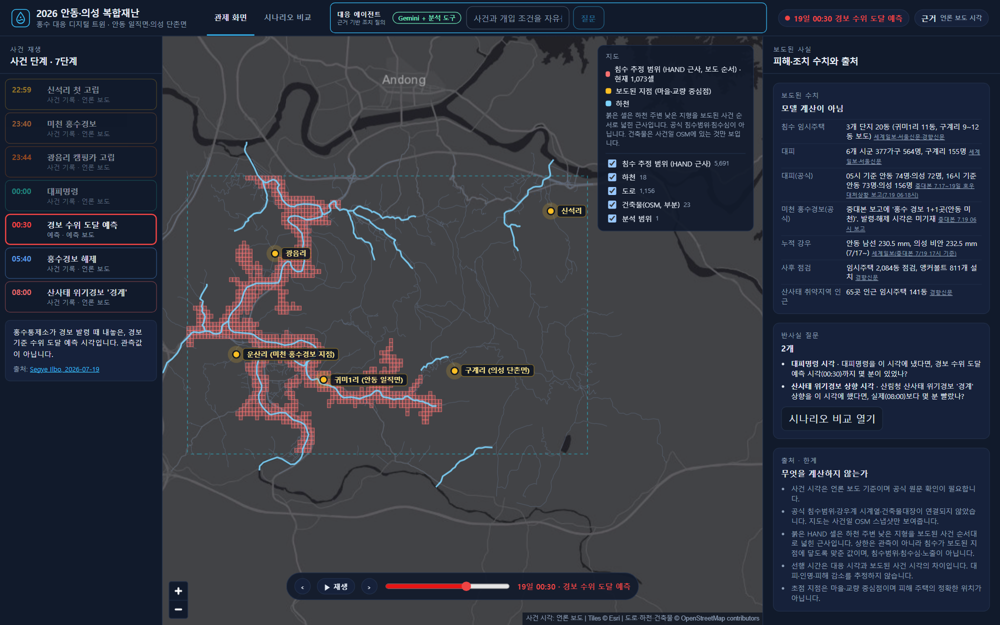 2026 안동·의성 복합재난
홍수 대응 디지털 트윈 · 안동 일직면·의성 단촌면
관제 화면
시나리오 비교
대응 에이전트
근거 기반 조치 질의
Gemini + 분석 도구
사건과 개입 조건을 자유
질문
19일 00:30 경보 수위 도달 예측
근거 언론 보도 시각
사건 재생
사건 단계 · 7단계
22:59 신석리 첫 고립
사건 기록 · 언론 보도
23:40 미천 홍수경보
사건 기록 · 언론 보도
23:44 광음리 캠핑카 고립
사건 기록 · 언론 보도
00:00 대피명령
사건 기록 · 언론 보도
00:30 경보 수위 도달 예측
예측 · 예측 보도
05:40 홍수경보 해제
사건 기록 · 언론 보도
08:00 산사태 위기경보 '경계'
사건 기록 · 언론 보도
홍수통제소가 경보 발령 때 내놓은, 경보
기준 수위 도달 예측 시각입니다. 관측값
이 아닙니다.
출처: Segye Ilbo, 2026-07-19
Andong
신석리
광음리
운산리 (미천 홍수경보 지점)
귀미1리 (안동 일직면)
구계리 (의성 단촌면)
지도
침수 추정 범위 (HAND 근사, 보도 순서) ·
현재 1,073셀
보도된 지점 (마을·교량 중심점)
하천
붉은 셀은 하천 주변 낮은 지형을 보도된 사건 순
서로 넓힌 근사입니다. 공식 침수범위·침수심이 아
닙니다. 건축물은 사건일 OSM에 있는 것만 보입
니다.
침수 추정 범위 (HAND 근사) 5,691
하천 18
도로 1,156
건축물(OSM, 부분) 23
분석 범위 1
+
−
‹
▶ 재생
›
19일 00:30 · 경보 수위 도달 예측
사건 시각: 언론 보도 | Tiles © Esri | 도로·하천·건축물 © OpenStreetMap contributors
보도된 사실
피해·조치 수치와 출처
보도된 수치
모델 계산이 아님
침수 임시주택 3개 단지 20동 (귀미1리 11동, 구계리 9~12
동 보도) 세계일보·서울신문·경향신문
대피 6개 시군 377가구 564명, 구계리 155명 세계
일보·서울신문
대피(공식) 05시 기준 안동 74명·의성 72명, 16시 기준
안동 73명·의성 156명 중대본 7.17~19일 호우
대처상황 보고(7.19 06·18시)
미천 홍수경보(공 중대본 보고에 '홍수 경보 1+1곳(안동 미
식) 천)'. 발령·해제 시각은 미기재 중대본 7.19 06
시 보고
누적 강우 안동 남선 230.5 mm, 의성 비안 232.5 mm
(7/17~) 세계일보(중대본 7/19 17시 기준)
사후 점검 임시주택 2,084동 점검, 앵커볼트 811개 설
치 경향신문
산사태 취약지역 인 65곳 인근 임시주택 141동 경향신문
근
반사실 질문
2개
• 대피명령 시각 · 대피명령을 이 시각에 냈다면, 경보 수위 도달
예측 시각(00:30)까지 몇 분이 있었나?
• 산사태 위기경보 상향 시각 · 산림청 산사태 위기경보 '경계'
상향을 이 시각에 했다면, 실제(08:00)보다 몇 분 빨랐나?
시나리오 비교 열기
출처 · 한계
무엇을 계산하지 않는가
• 사건 시각은 언론 보도 기준이며 공식 원문 확인이 필요합니
다.
• 공식 침수범위·강우계 시계열·건축물대장이 연결되지 않았습
니다. 지도는 사건일 OSM 스냅샷만 보여줍니다.
• 붉은 HAND 셀은 하천 주변 낮은 지형을 보도된 사건 순서대
로 넓힌 근사입니다. 상한은 관측이 아니라 침수가 보도된 지
점에 닿도록 맞춘 값이며, 침수범위·침수심·노출이 아닙니다.
• 선행 시간은 대응 시각과 보도된 사건 시각의 차이입니다. 대
피·인명·피해 감소를 추정하지 않습니다.
• 초점 지점은 마을·교량 중심점이며 피해 주택의 정확한 위치가
아닙니다.